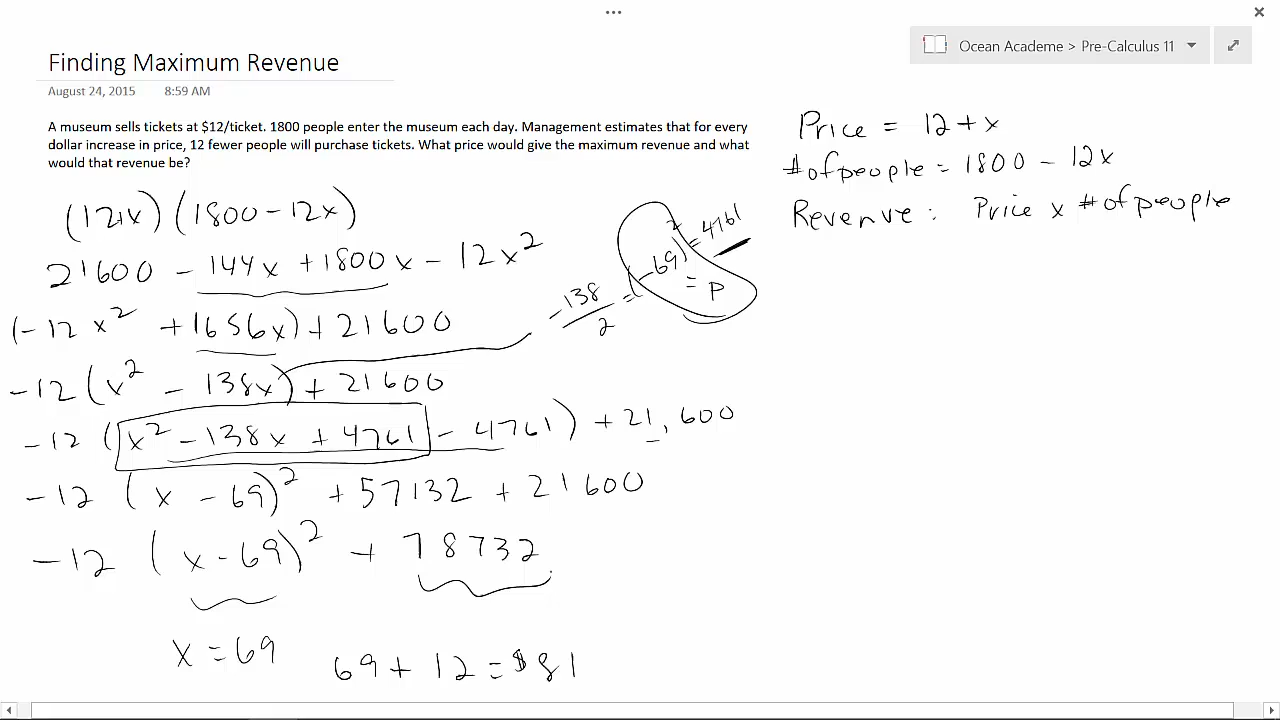 Finding Maximum Revenue
August 24, 2015 8:59 AM
Ocean Academe > Pre-Calculus 11
A museum sells tickets at $12/ticket. 1800 people enter the museum each day. Management estimates that for every
dollar increase in price, 12 fewer people will purchase tickets. What price would give the maximum revenue and what
would that revenue be?
Price = 12 + x
# of people = 1800 - 12x
Revenue : Price x # of people
(12+x) (1800 - 12x)
21600 - 144x + 1800x - 12x²
(-12x² + 1656x) + 21600
-138/2 = (-69)² = 4761
= P
-12 (x² - 138x) + 21600
-12 (x² - 138x + 4761 - 4761) + 21,600
-12 (x - 69)² + 57132 + 21600
-12 (x - 69)² + 78732
x = 69
69 + 12 = $81